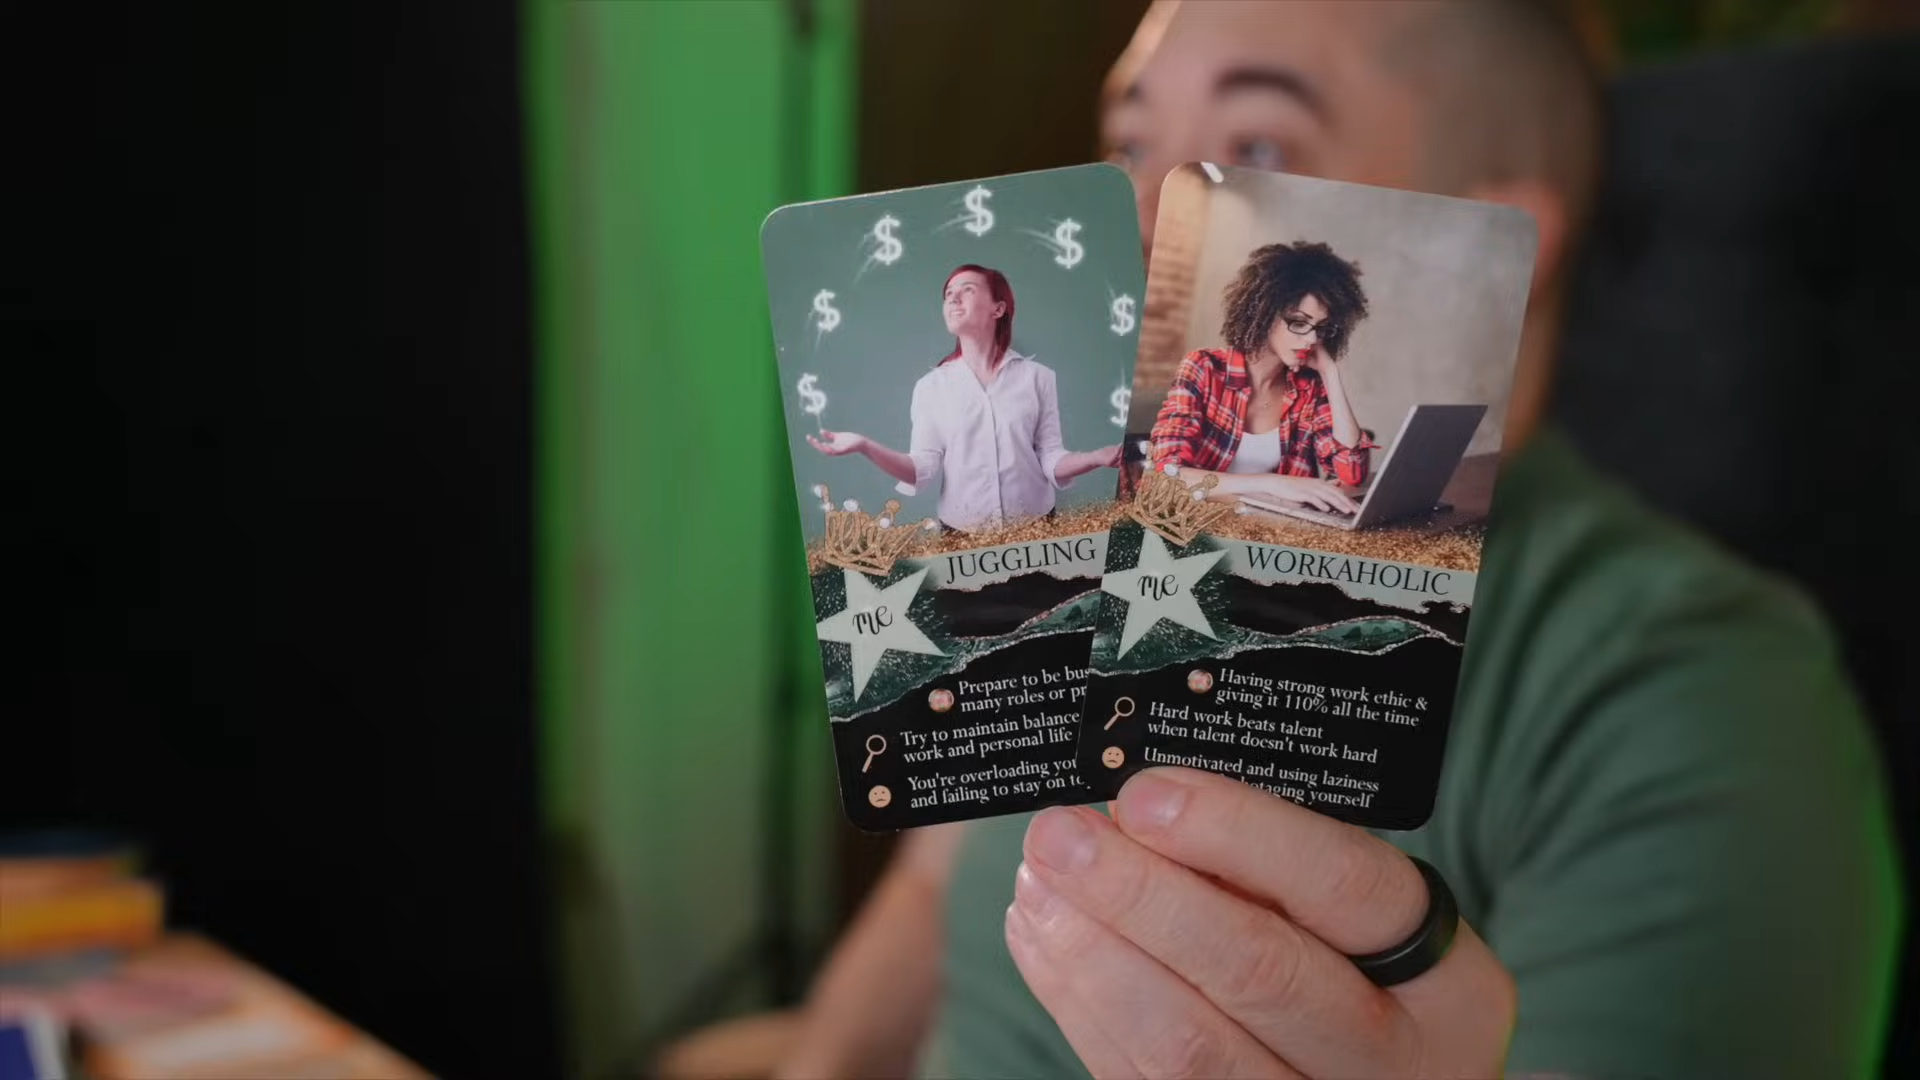 $ $ $ $ $ $ $
JUGGLING
me
Prepare to be bus
many roles or pr
Try to maintain balance
work and personal life
You're overloading you
and failing to stay on to
WORKAHOLIC
me
Having strong work ethic &
giving it 110% all the time
Hard work beats talent
when talent doesn't work hard
Unmotivated and using laziness
yourself